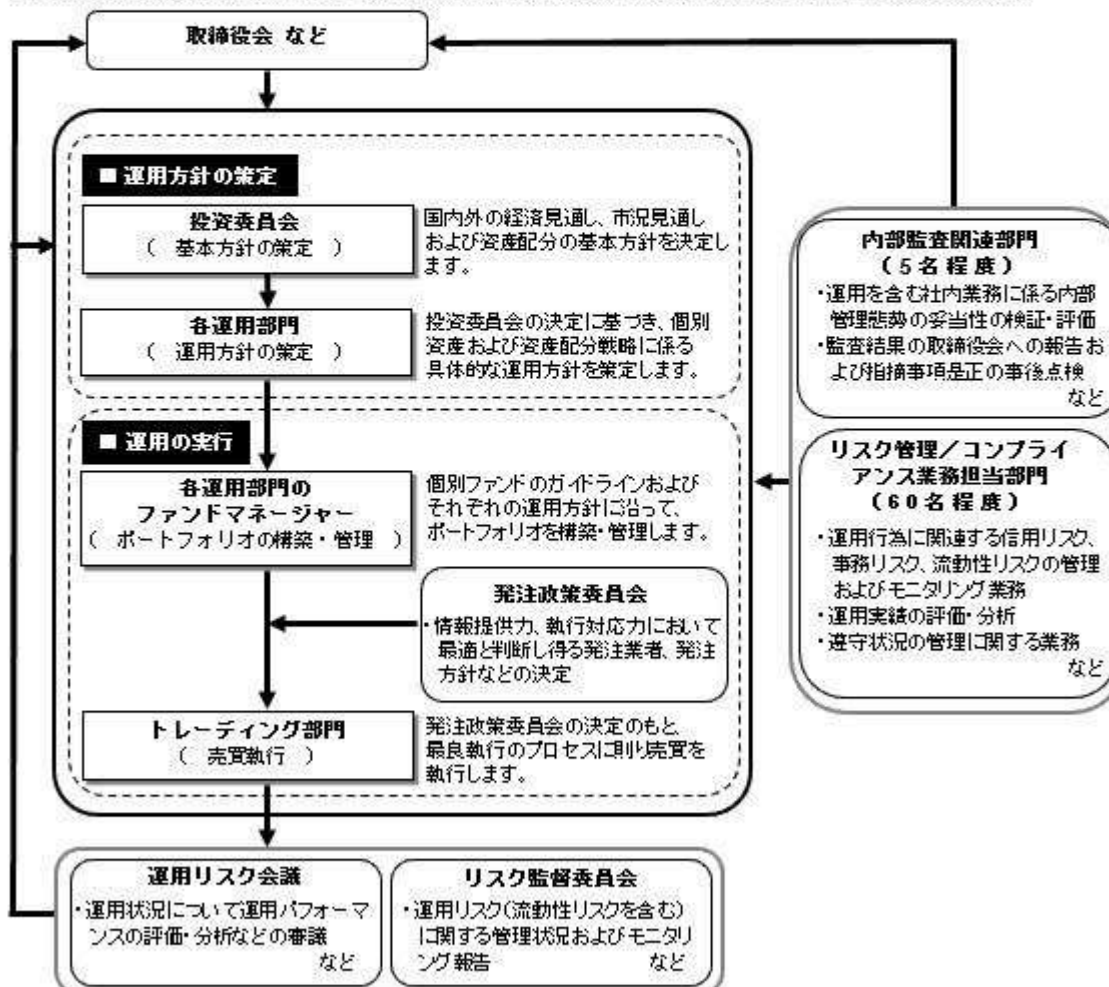 取締役会 など
■ 運用方針の策定
投資委員会
( 基本方針の策定 )
国内外の経済見通し、市況見通し
および資産配分の基本方針を決定し
ます。
各運用部門
( 運用方針の策定 )
投資委員会の決定に基づき、個別
資産および資産配分戦略に係る
具体的な運用方針を策定します。
■ 運用の実行
各運用部門の
ファンドマネージャー
( ポートフォリオの構築・管理 )
個別ファンドのガイドラインおよび
それぞれの運用方針に沿って、
ポートフォリオを構築・管理します。
発注政策委員会
・情報提供力、執行対応力において
最適と判断し得る発注業者、発注
方針などの決定
トレーディング部門
( 売買執行 )
発注政策委員会の決定のもと、
最良執行のプロセスに則り売買を
執行します。
内部監査関連部門
(5名程度)
・運用を含む社内業務に係る内部
管理態勢の妥当性の検証・評価
・監査結果の取締役会への報告お
よび指摘事項是正の事後点検
など
リスク管理/コンプライ
アンス業務担当部門
(60名程度)
・運用行為に関連する信用リスク、
事務リスク、流動性リスクの管理
およびモニタリング業務
・運用実績の評価・分析
・遵守状況の管理に関する業務
など
運用リスク会議
・運用状況について運用パフォーマ
ンスの評価・分析などの審議
など
リスク監督委員会
・運用リスク(流動性リスクを含む)
に関する管理状況およびモニタリ
ング報告 など